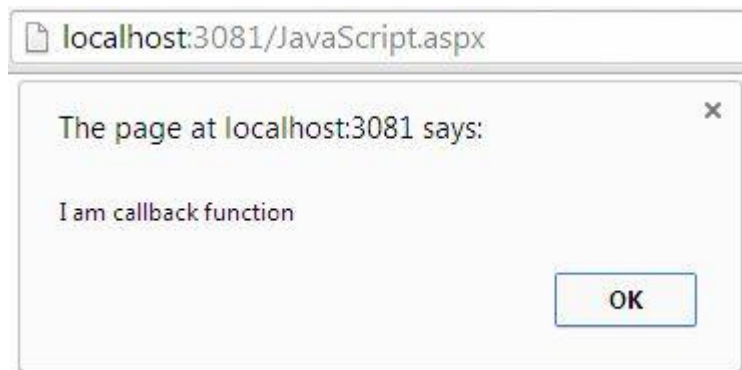 localhost:3081/JavaScript.aspx
The page at localhost:3081 says:
I am callback function
OK